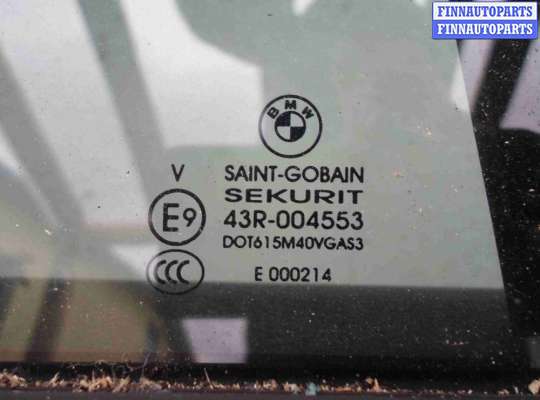 FINNAUTOPARTS
FINNAUTOPARTS
BMW
V SAINT-GOBAIN
SEKURIT
E9 43R-004553
DOT615M40VGAS3
CCC E 000214